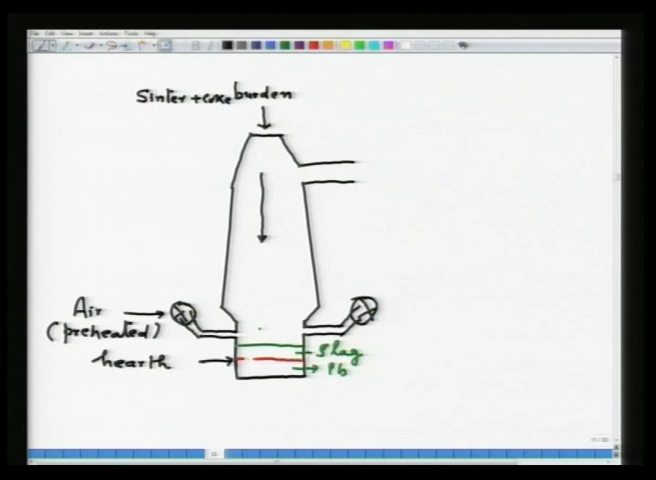 Sinter + coke burden
Air
(preheated)
hearth
Slag
Pb